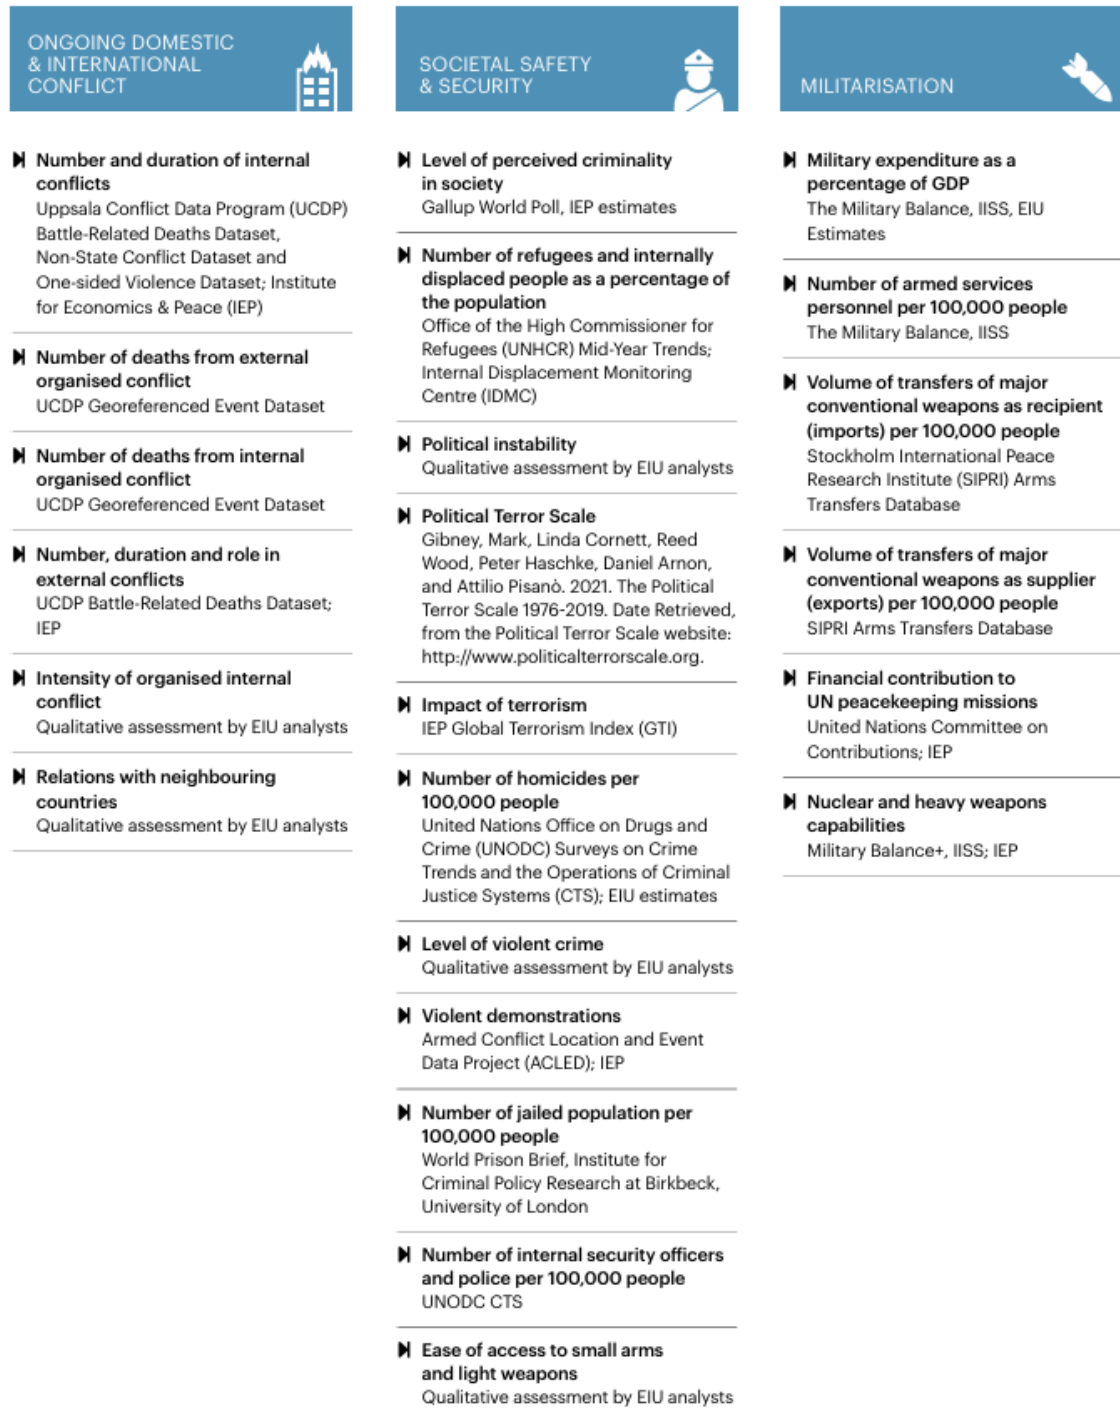 ONGOING DOMESTIC
& INTERNATIONAL
CONFLICT
Number and duration of internal
conflicts
Uppsala Conflict Data Program (UCDP)
Battle-Related Deaths Dataset,
Non-State Conflict Dataset and
One-sided Violence Dataset; Institute
for Economics & Peace (IEP)
Number of deaths from external
organised conflict
UCDP Georeferenced Event Dataset
Number of deaths from internal
organised conflict
UCDP Georeferenced Event Dataset
Number, duration and role in
external conflicts
UCDP Battle-Related Deaths Dataset;
IEP
Intensity of organised internal
conflict
Qualitative assessment by EIU analysts
Relations with neighbouring
countries
Qualitative assessment by EIU analysts
SOCIETAL SAFETY
& SECURITY
Level of perceived criminality
in society
Gallup World Poll, IEP estimates
Number of refugees and internally
displaced people as a percentage of
the population
Office of the High Commissioner for
Refugees (UNHCR) Mid-Year Trends;
Internal Displacement Monitoring
Centre (IDMC)
Political instability
Qualitative assessment by EIU analysts
Political Terror Scale
Gibney, Mark, Linda Cornett, Reed
Wood, Peter Haschke, Daniel Arnon,
and Attilio Pisanò. 2021. The Political
Terror Scale 1976-2019. Date Retrieved,
from the Political Terror Scale website:
http://www.politicalterrorscale.org.
Impact of terrorism
IEP Global Terrorism Index (GTI)
Number of homicides per
100,000 people
United Nations Office on Drugs and
Crime (UNODC) Surveys on Crime
Trends and the Operations of Criminal
Justice Systems (CTS); EIU estimates
Level of violent crime
Qualitative assessment by EIU analysts
Violent demonstrations
Armed Conflict Location and Event
Data Project (ACLED); IEP
Number of jailed population per
100,000 people
World Prison Brief, Institute for
Criminal Policy Research at Birkbeck,
University of London
Number of internal security officers
and police per 100,000 people
UNODC CTS
Ease of access to small arms
and light weapons
Qualitative assessment by EIU analysts
MILITARISATION
Military expenditure as a
percentage of GDP
The Military Balance, IISS, EIU
Estimates
Number of armed services
personnel per 100,000 people
The Military Balance, IISS
Volume of transfers of major
conventional weapons as recipient
(imports) per 100,000 people
Stockholm International Peace
Research Institute (SIPRI) Arms
Transfers Database
Volume of transfers of major
conventional weapons as supplier
(exports) per 100,000 people
SIPRI Arms Transfers Database
Financial contribution to
UN peacekeeping missions
United Nations Committee on
Contributions; IEP
Nuclear and heavy weapons
capabilities
Military Balance+, IISS; IEP